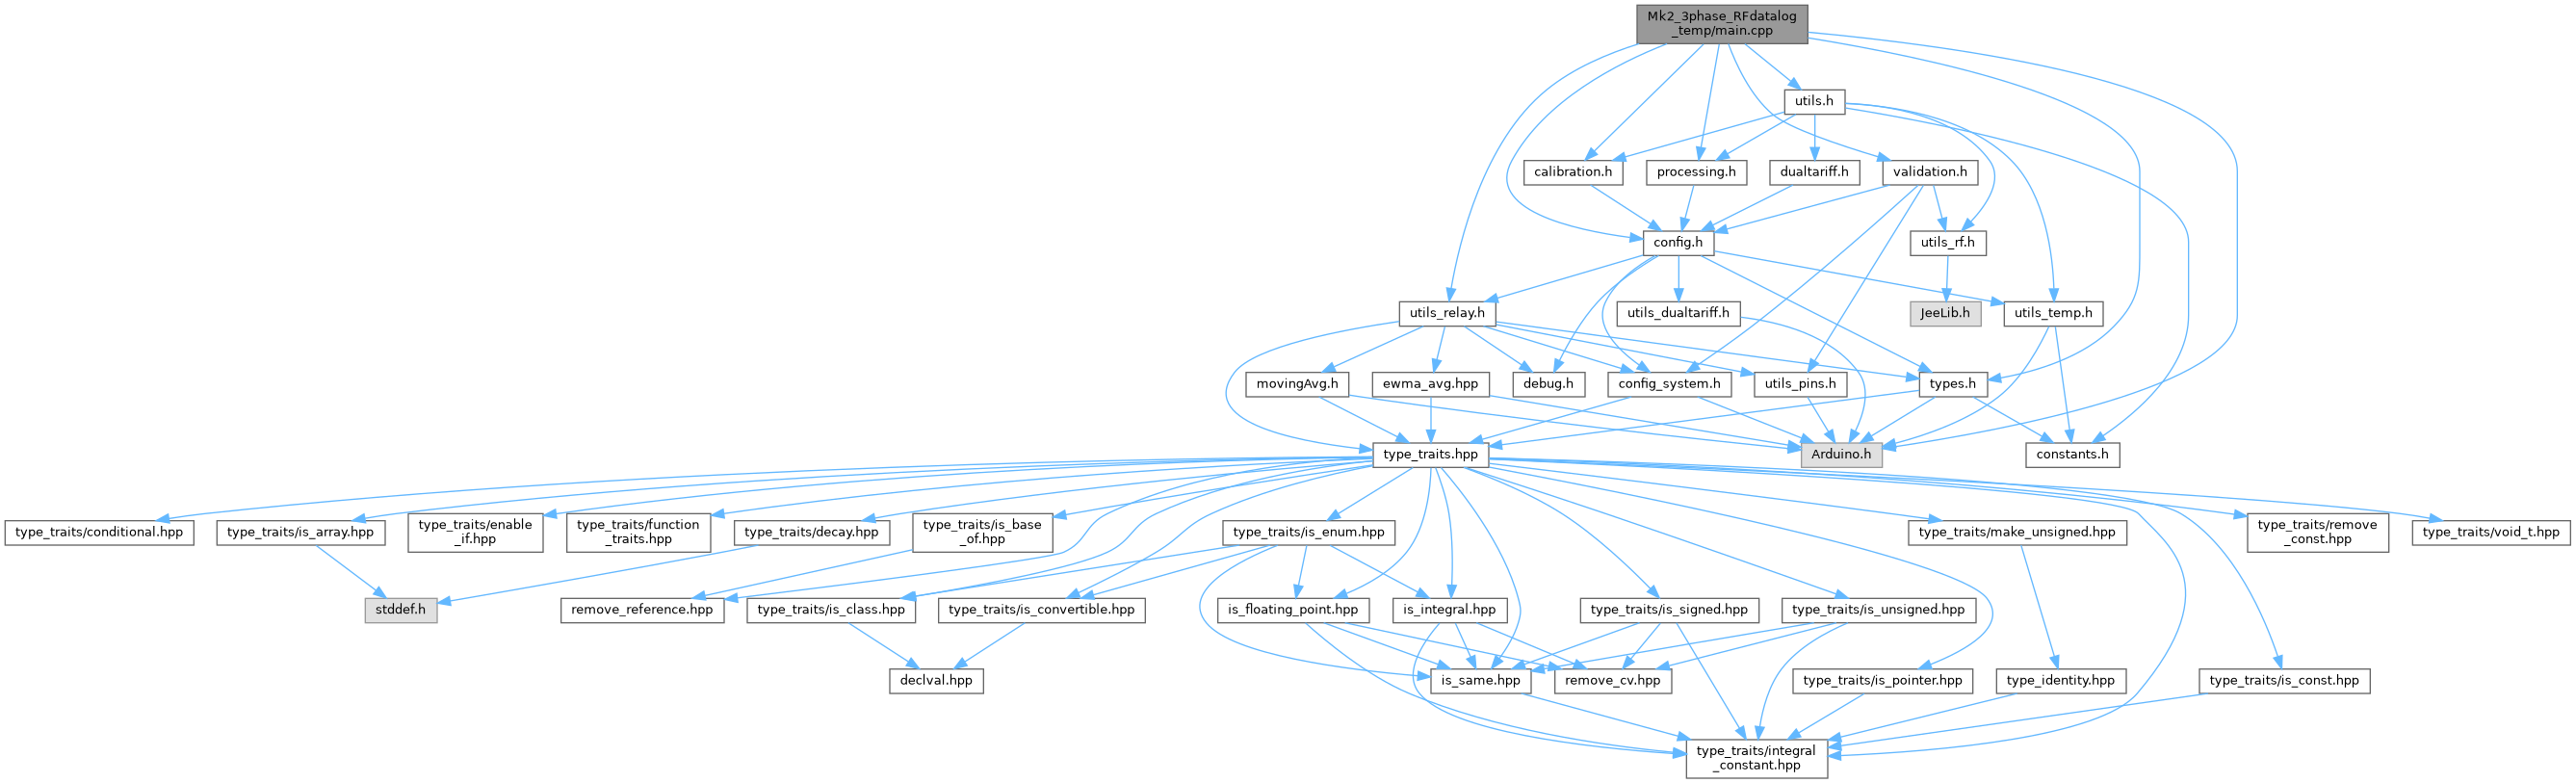 Mk2_3phase_RFdatalog
_temp/main.cpp
utils.h
calibration.h
processing.h
dualtariff.h
validation.h
config.h
utils_rf.h
utils_relay.h
utils_dualtariff.h
JeeLib.h
utils_temp.h
movingAvg.h
ewma_avg.hpp
debug.h
config_system.h
utils_pins.h
types.h
type_traits.hpp
Arduino.h
constants.h
type_traits/conditional.hpp
type_traits/is_array.hpp
type_traits/enable
_if.hpp
type_traits/function
_traits.hpp
type_traits/decay.hpp
type_traits/is_base
_of.hpp
type_traits/is_enum.hpp
type_traits/make_unsigned.hpp
type_traits/remove
_const.hpp
type_traits/void_t.hpp
stddef.h
remove_reference.hpp
type_traits/is_class.hpp
type_traits/is_convertible.hpp
is_floating_point.hpp
is_integral.hpp
type_traits/is_signed.hpp
type_traits/is_unsigned.hpp
declval.hpp
is_same.hpp
remove_cv.hpp
type_traits/is_pointer.hpp
type_identity.hpp
type_traits/is_const.hpp
type_traits/integral
_constant.hpp